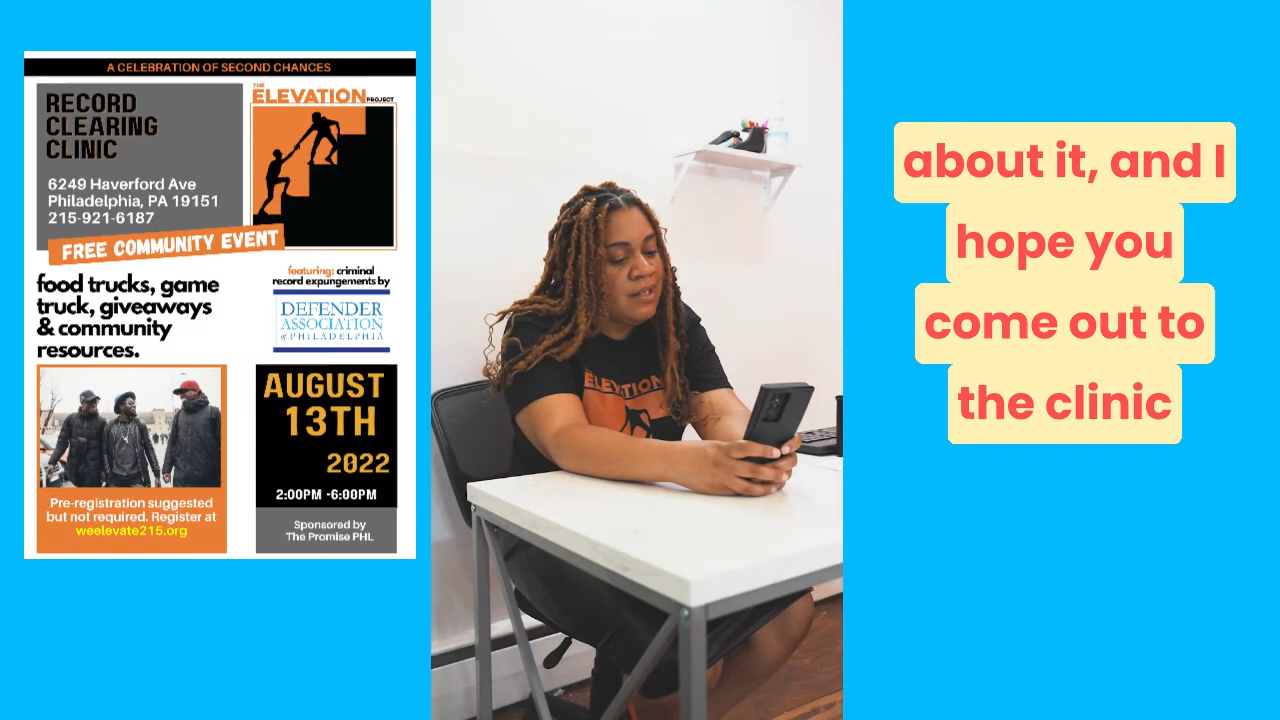 A CELEBRATION OF SECOND CHANCES
RECORD
CLEARING
CLINIC
6249 Haverford Ave
Philadelphia, PA 19151
215-921-6187
THE
ELEVATION PROJECT
FREE COMMUNITY EVENT
food trucks, game
truck, giveaways
& community
resources.
featuring: criminal
record expungements by
DEFENDER
ASSOCIATION
of PHILADELPHIA
AUGUST
13TH
2022
2:00PM -6:00PM
Pre-registration suggested
but not required. Register at
weelevate215.org
Sponsored by
The Promise PHL
ELEVATION
about it, and I
hope you
come out to
the clinic